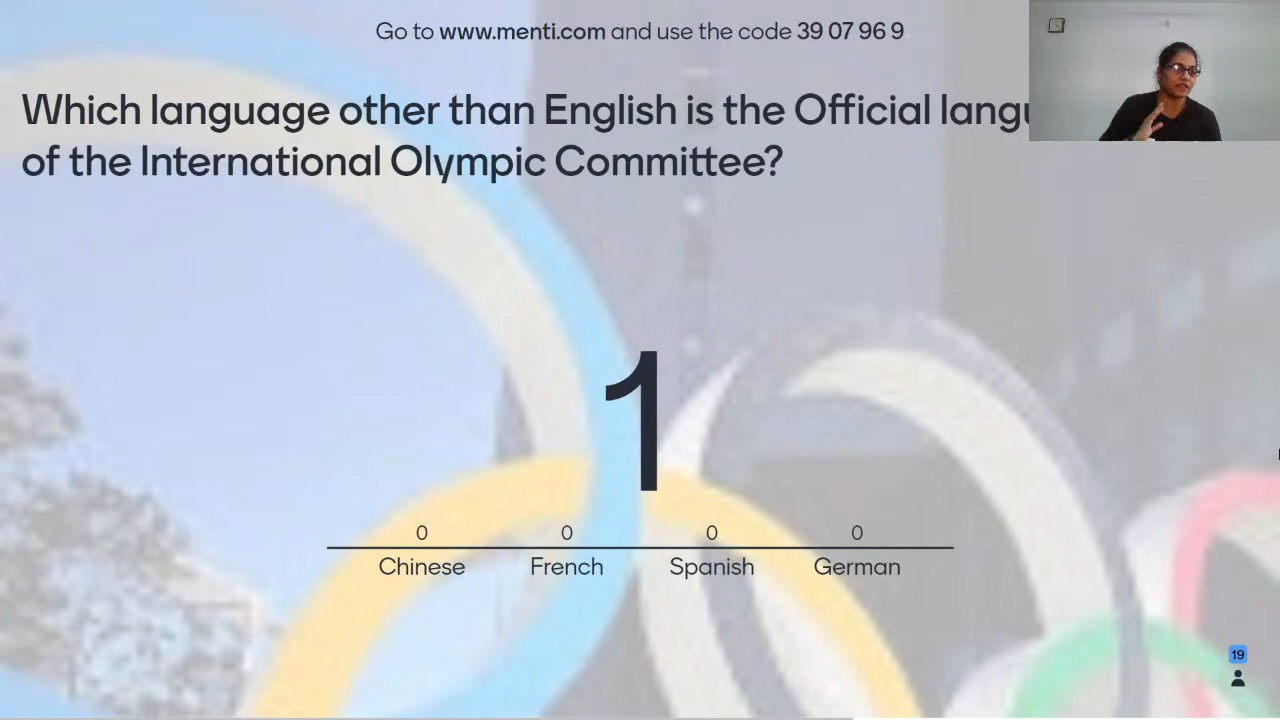 Go to www.menti.com and use the code 39 07 96 9
Which language other than English is the Official langu
of the International Olympic Committee?
1
0 0 0 0
Chinese French Spanish German
19